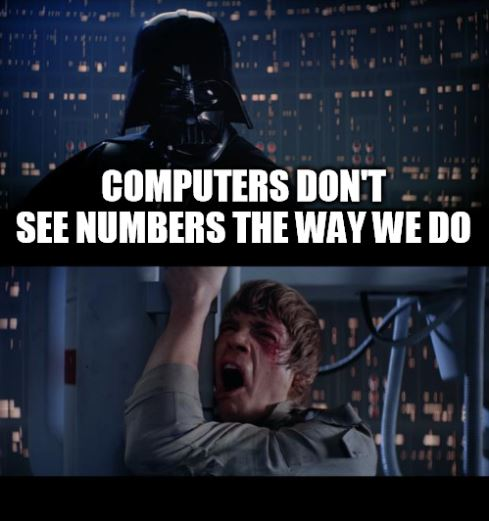 COMPUTERS DON'T
SEE NUMBERS THE WAY WE DO